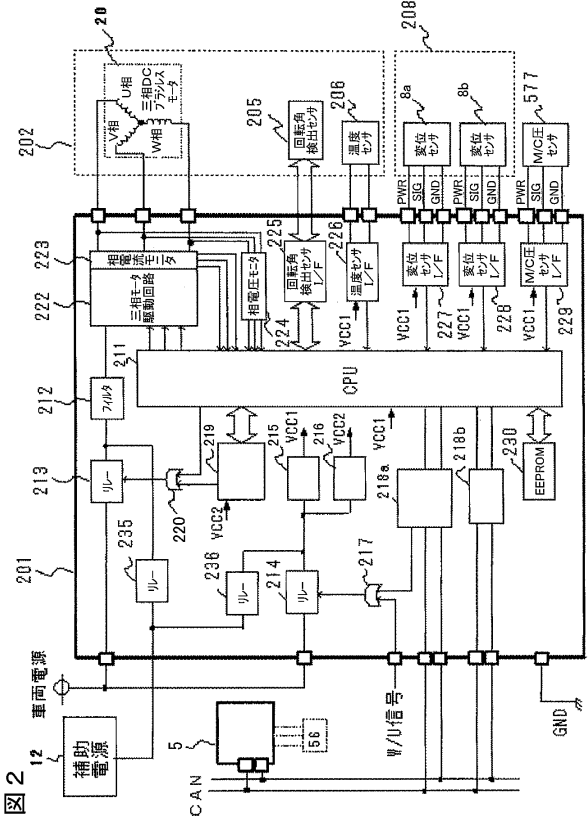 図2
12
補助
電源
車両電源
201
235
リレー
213
リレー
212
フィルタ
222
223
三相モータ
駆動回路
相電流モニタ
202
20
U相
V相
W相
三相DC
ブラシレス
モータ
220
219
VCC2
211
CPU
相電圧モニタ
224
225
回転角
検出センサ
I/F
205
回転角
検出センサ
236
リレー
214
リレー
215
VCC1
216
VCC2
VCC1
226
温度センサ
I/F
VCC1
206
温度
センサ
208
5
56
217
218a
218b
W/U信号
CAN
VCC1
変位
センサ
I/F
227
PWR
SIG
GND
8a
変位
センサ
VCC1
変位
センサ
I/F
228
PWR
SIG
GND
8b
変位
センサ
230
EEPROM
VCC1
M/C圧
センサ
I/F
229
PWR
SIG
GND
577
M/C圧
センサ
GND